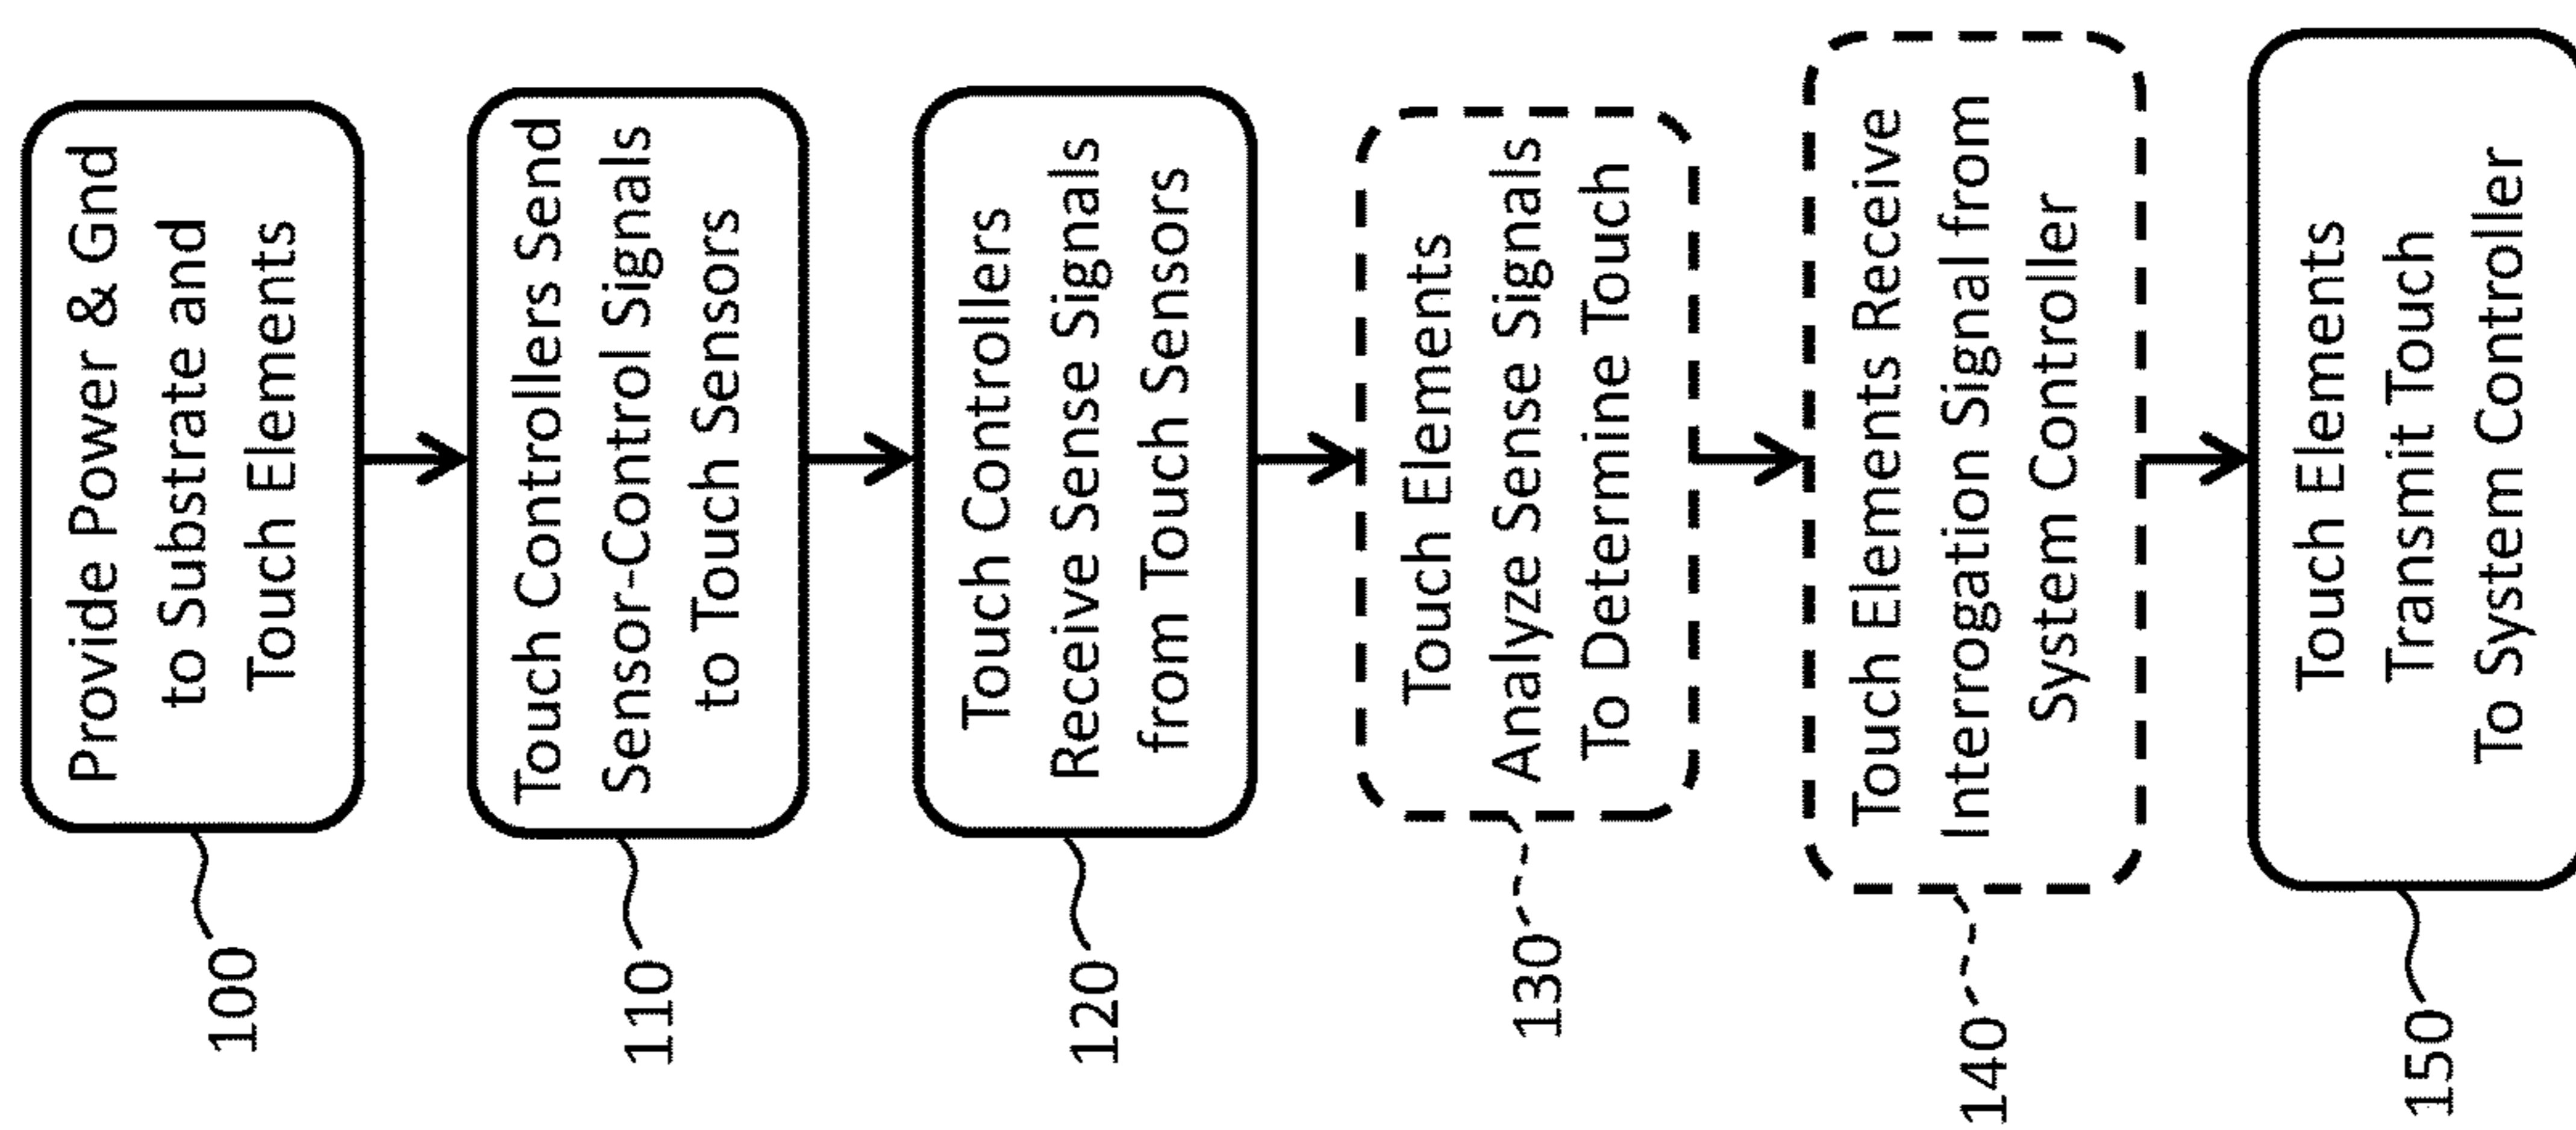 Provide Power & Gnd
to Substrate and
Touch Elements
100
Touch Controllers Send
Sensor-Control Signals
to Touch Sensors
110
Touch Controllers
Receive Sense Signals
from Touch Sensors
120
Touch Elements
Analyze Sense Signals
To Determine Touch
130
Touch Elements Receive
Interrogation Signal from
System Controller
140
Touch Elements
Transmit Touch
To System Controller
150